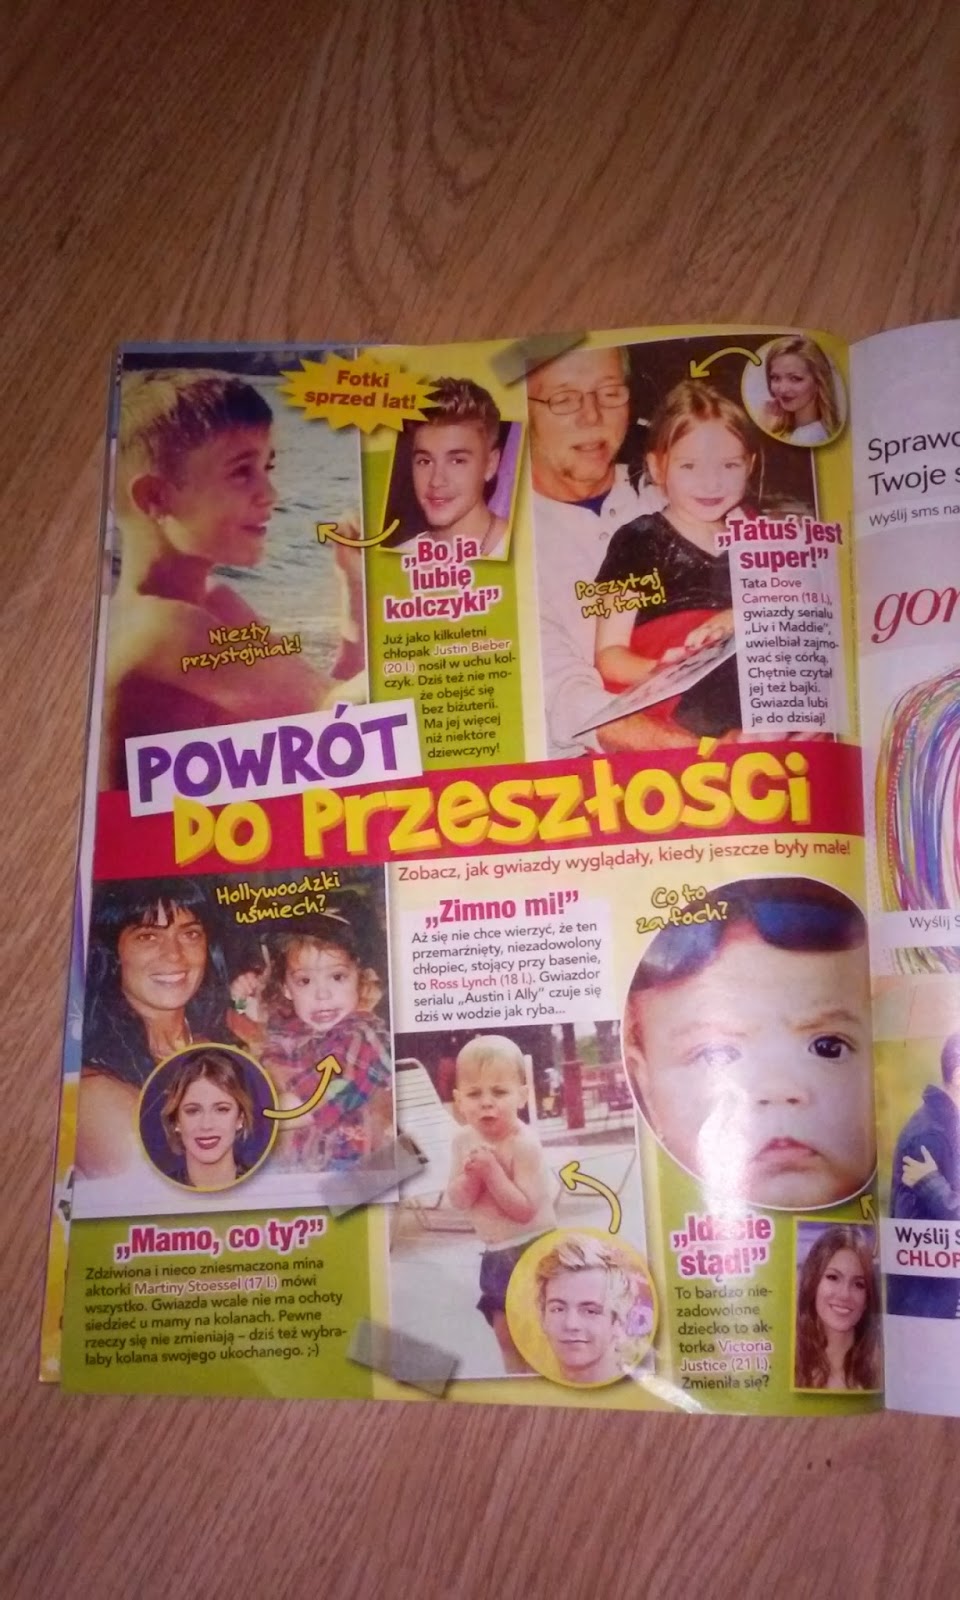 Fotki
sprzed lat!
Niezły
przystojniak!
„Bo ja
lubię
kolczyki”
Już jako kilkuletni
chłopak Justin Bieber
(20 l.) nosił w uchu kol-
czyk. Dziś też nie mo-
że obejść się
bez biżuterii.
Ma jej więcej
niż niektóre
dziewczyny!
Poczytaj
mi, tato!
„Tatuś jest
super!”
Tata Dove
Cameron (18 l.),
gwiazdy serialu
„Liv i Maddie”,
uwielbiał zajmo-
wać się córką.
Chętnie czytał
jej też bajki.
Gwiazda lubi
je do dzisiaj!
POWRÓT
DO PRZESZŁOŚCI
Zobacz, jak gwiazdy wyglądały, kiedy jeszcze były małe!
Hollywoodzki
uśmiech?
„Mamo, co ty?”
Zdziwiona i nieco zniesmaczona mina
aktorki Martiny Stoessel (17 l.) mówi
wszystko. Gwiazda wcale nie ma ochoty
siedzieć u mamy na kolanach. Pewne
rzeczy się nie zmieniają – dziś też wybra-
łaby kolana swojego ukochanego. ;-)
„Zimno mi!”
Aż się nie chce wierzyć, że ten
przemarznięty, niezadowolony
chłopiec, stojący przy basenie,
to Ross Lynch (18 l.). Gwiazdor
serialu „Austin i Ally” czuje się
dziś w wodzie jak ryba...
Co to
za foch?
„Idźcie
stąd!”
To bardzo nie-
zadowolone
dziecko to ak-
torka Victoria
Justice (21 l.).
Zmieniła się?
Twoje
Wyślij sms na
gor
Wyślij S
Wyślij S
CHLOP